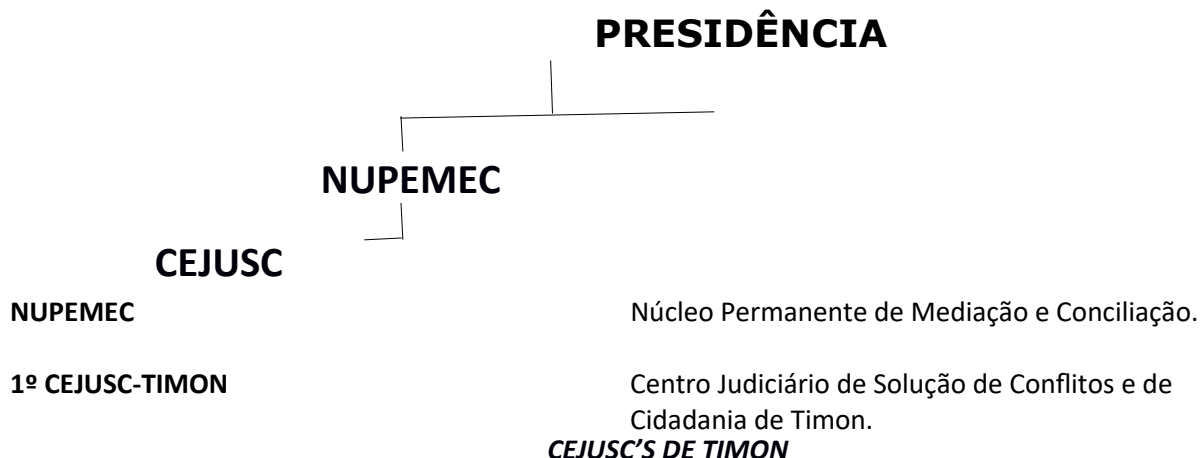 PRESIDÊNCIA
NUPEMEC
CEJUSC
NUPEMEC Núcleo Permanente de Mediação e Conciliação.
1º CEJUSC-TIMON Centro Judiciário de Solução de Conflitos e de
Cidadania de Timon.
CEJUSC’S DE TIMON